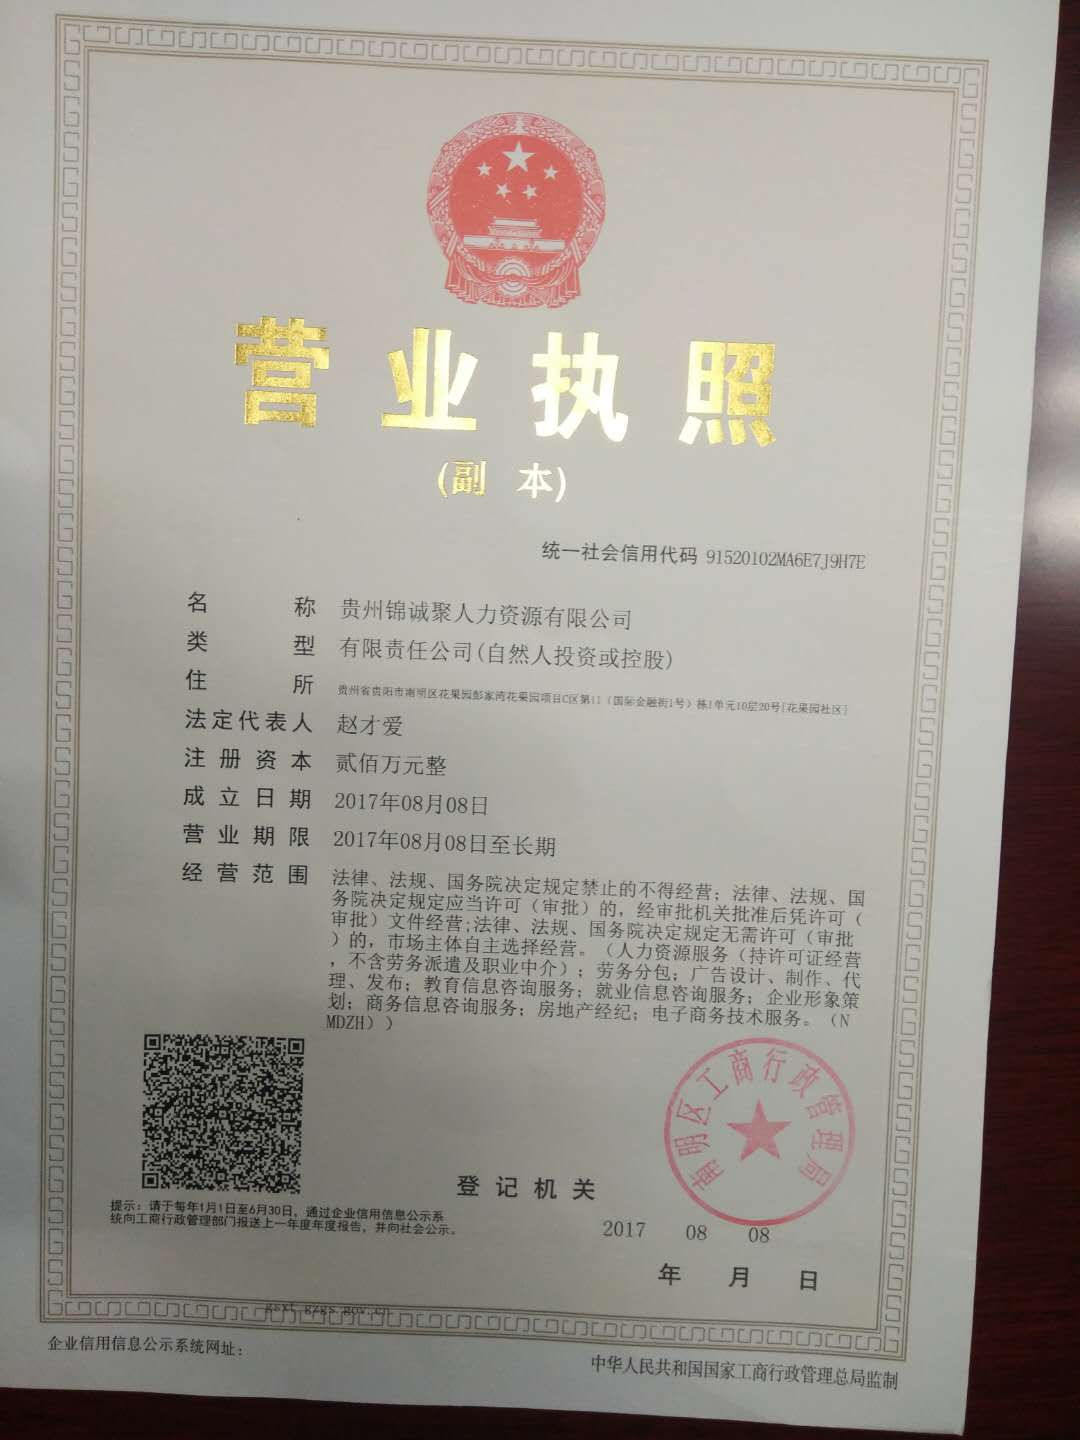 营业执照
(副 本)
统一社会信用代码 91520102MA6E7J9H7E
名 称 贵州锦诚聚人力资源有限公司
类 型 有限责任公司(自然人投资或控股)
住 所 贵州省贵阳市南明区花果园彭家湾花果园项目C区第11（国际金融街1号）栋1单元10层20号[花果园社区]
法定代表人 赵才爱
注册资本 贰佰万元整
成立日期 2017年08月08日
营业期限 2017年08月08日至长期
经营范围 法律、法规、国务院决定规定禁止的不得经营；法律、法规、国
务院决定规定应当许可（审批）的，经审批机关批准后凭许可（
审批）文件经营;法律、法规、国务院决定规定无需许可（审批
）的，市场主体自主选择经营。（人力资源服务（持许可证经营
，不含劳务派遣及职业中介）；劳务分包；广告设计、制作、代
理、发布；教育信息咨询服务；就业信息咨询服务；企业形象策
划；商务信息咨询服务；房地产经纪；电子商务技术服务。（N
MDZH））
南明区工商行政管理局
登记机关
2017 08 08
年 月 日
提示：请于每年1月1日至6月30日，通过企业信用信息公示系
统向工商行政管理部门报送上一年度年度报告，并向社会公示。
gsxt.gzgs.gov.cn
企业信用信息公示系统网址：
中华人民共和国国家工商行政管理总局监制